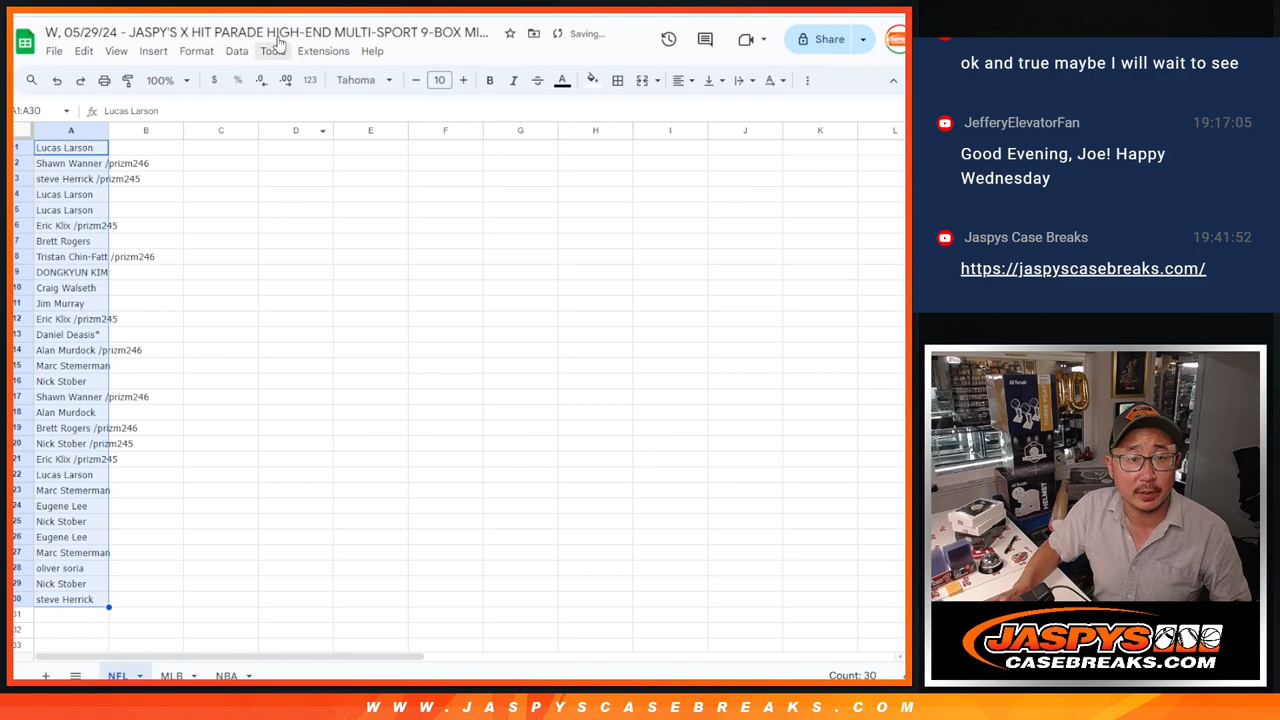 W, 05/29/24 - JASPY'S X HIT PARADE HIGH-END MULTI-SPORT 9-BOX MI...
Saving...
File Edit View Insert Format Data Tools Extensions Help
Share
100% $ % .0 .00 123 Tahoma 10 B I A
A1:A30 fx Lucas Larson
A B C D E F G H I J K L
1 Lucas Larson
2 Shawn Wanner /prizm246
3 steve Herrick /prizm245
4 Lucas Larson
5 Lucas Larson
6 Eric Klix /prizm245
7 Brett Rogers
8 Tristan Chin-Fatt /prizm246
9 DONGKYUN KIM
10 Craig Walseth
11 Jim Murray
12 Eric Klix /prizm245
13 Daniel Deasis*
14 Alan Murdock /prizm246
15 Marc Stemerman
16 Nick Stober
17 Shawn Wanner /prizm246
18 Alan Murdock
19 Brett Rogers /prizm246
20 Nick Stober /prizm245
21 Eric Klix /prizm245
22 Lucas Larson
23 Marc Stemerman
24 Eugene Lee
25 Nick Stober
26 Eugene Lee
27 Marc Stemerman
28 oliver soria
29 Nick Stober
30 steve Herrick
31
32
33
NFL MLB NBA
Count: 30
ok and true maybe I will wait to see
JefferyElevatorFan 19:17:05
Good Evening, Joe! Happy
Wednesday
Jaspys Case Breaks 19:41:52
https://jaspyscasebreaks.com/
HELMET
JASPYS
CASEBREAKS.COM
WWW.JASPYSCASEBREAKS.COM